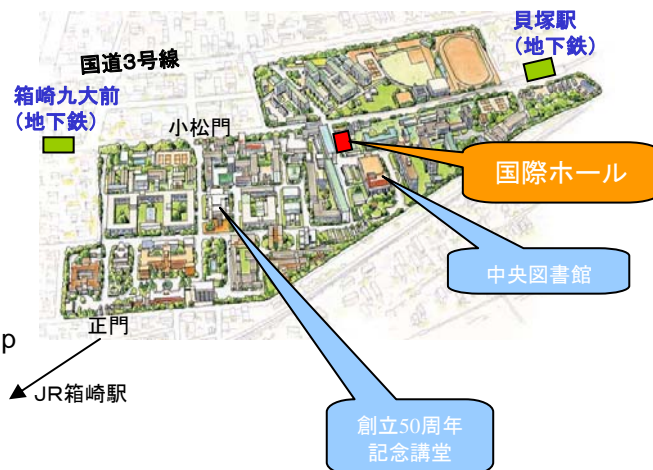 貝塚駅
(地下鉄)
国道3号線
箱崎九大前
(地下鉄)
小松門
国際ホール
中央図書館
正門
p
JR箱崎駅
創立50周年
記念講堂